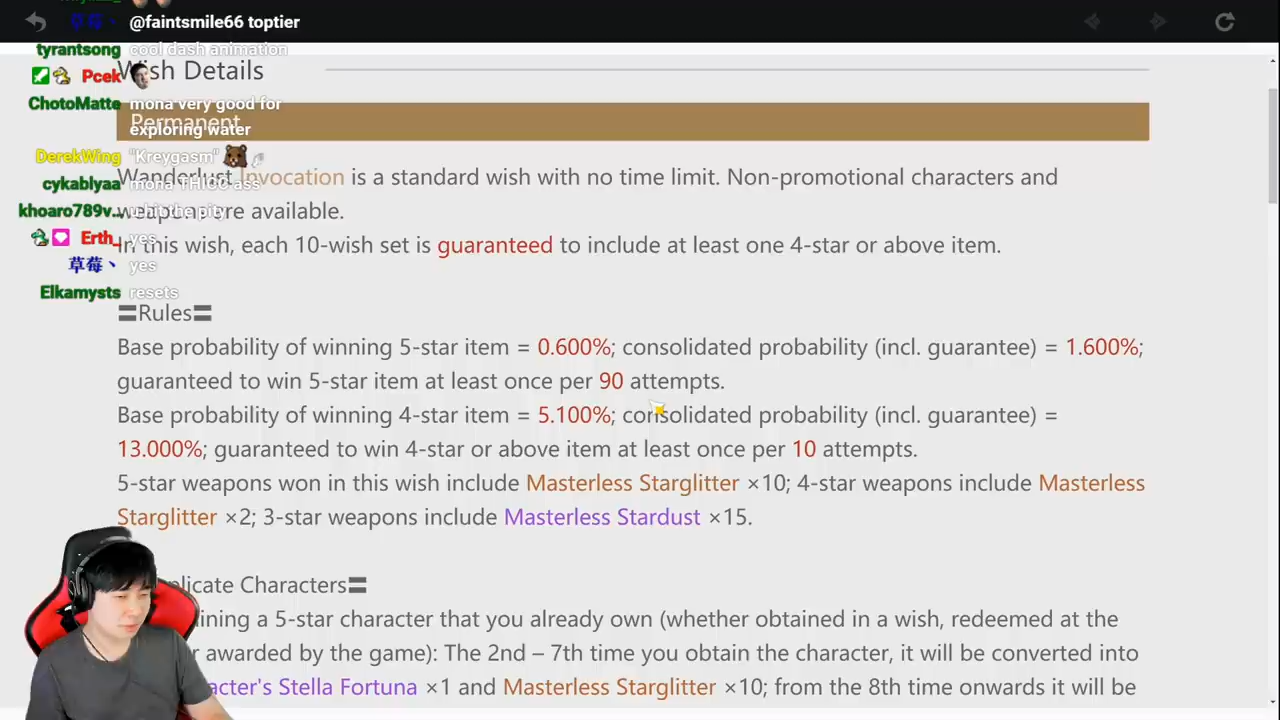 @faintsmile66 toptier
tyrantsong cool dash animation
Wish Details
Pcek
ChotoMatte mona very good for
exploring water
Permanent
DerekWing "Kreygasm"
Wanderlust Invocation is a standard wish with no time limit. Non-promotional characters and
cykablyaa mona THICC ass
khoaro789v.. pity
weapons are available.
Erth_ yes
In this wish, each 10-wish set is guaranteed to include at least one 4-star or above item.
草莓丶 yes
Elkamysts resets
〓Rules〓
Base probability of winning 5-star item = 0.600%; consolidated probability (incl. guarantee) = 1.600%;
guaranteed to win 5-star item at least once per 90 attempts.
Base probability of winning 4-star item = 5.100%; consolidated probability (incl. guarantee) =
13.000%; guaranteed to win 4-star or above item at least once per 10 attempts.
5-star weapons won in this wish include Masterless Starglitter ×10; 4-star weapons include Masterless
Starglitter ×2; 3-star weapons include Masterless Stardust ×15.
plicate Characters〓
ining a 5-star character that you already own (whether obtained in a wish, redeemed at the
r awarded by the game): The 2nd – 7th time you obtain the character, it will be converted into
acter's Stella Fortuna ×1 and Masterless Starglitter ×10; from the 8th time onwards it will be